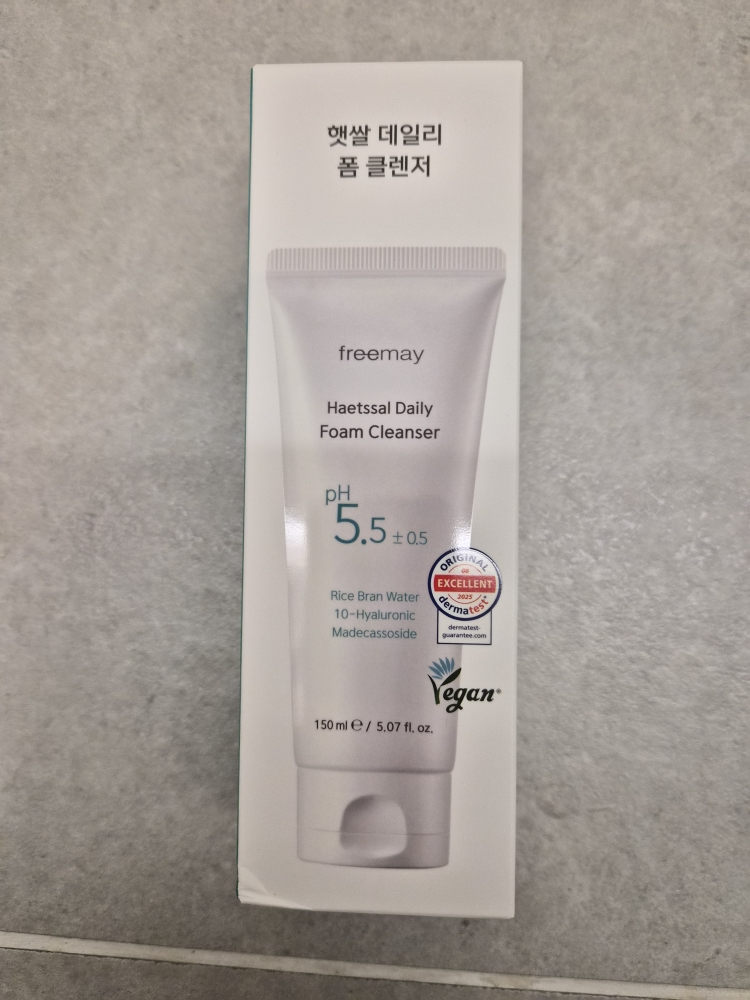 햇쌀 데일리
폼 클렌저
freemay
Haetssal Daily
Foam Cleanser
pH
5.5 ± 0.5
Rice Bran Water
10-Hyaluronic
Madecassoside
ORIGINAL
EXCELLENT
2025
dermatest®
dermatest-
guarantee.com
Vegan®
150 ml ℮ / 5.07 fl. oz.